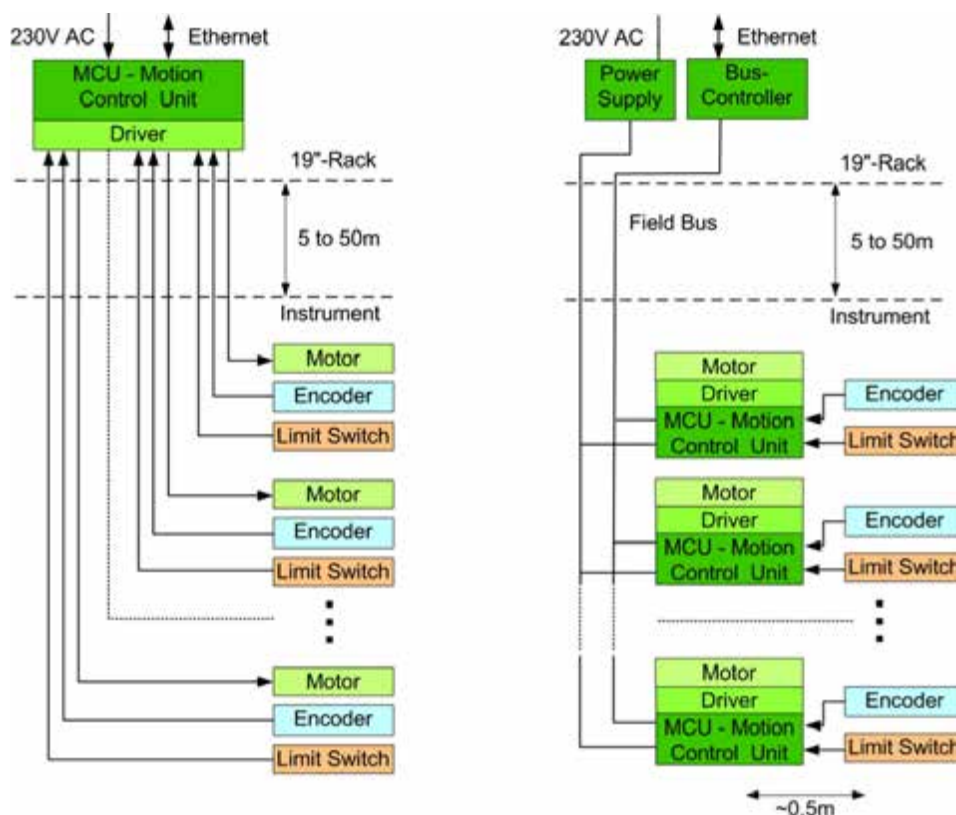 230V AC
Ethernet
MCU - Motion
Control Unit
Driver
19"-Rack
5 to 50m
Instrument
Motor
Encoder
Limit Switch
Motor
Encoder
Limit Switch
Motor
Encoder
Limit Switch
230V AC
Ethernet
Power
Supply
Bus-
Controller
19"-Rack
Field Bus
5 to 50m
Instrument
Motor
Driver
MCU - Motion
Control Unit
Encoder
Limit Switch
Motor
Driver
MCU - Motion
Control Unit
Encoder
Limit Switch
Motor
Driver
MCU - Motion
Control Unit
Encoder
Limit Switch
~0.5m